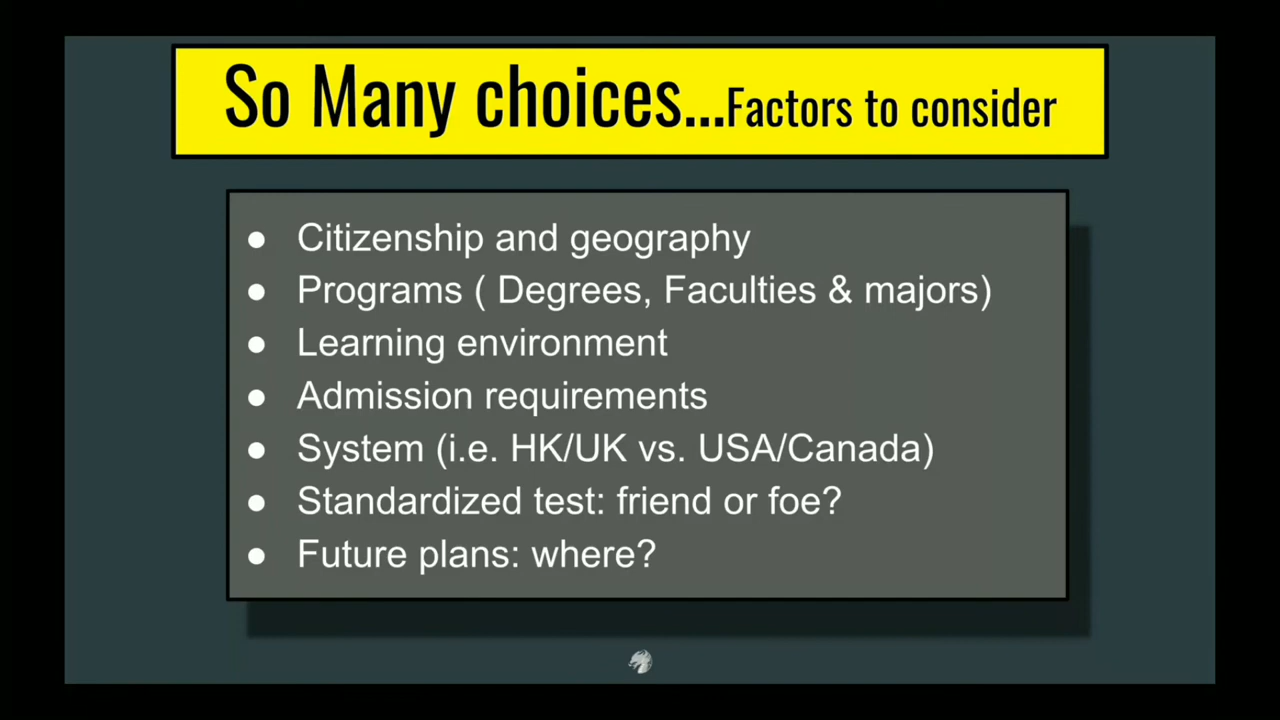 So Many choices...Factors to consider
● Citizenship and geography
● Programs ( Degrees, Faculties & majors)
● Learning environment
● Admission requirements
● System (i.e. HK/UK vs. USA/Canada)
● Standardized test: friend or foe?
● Future plans: where?